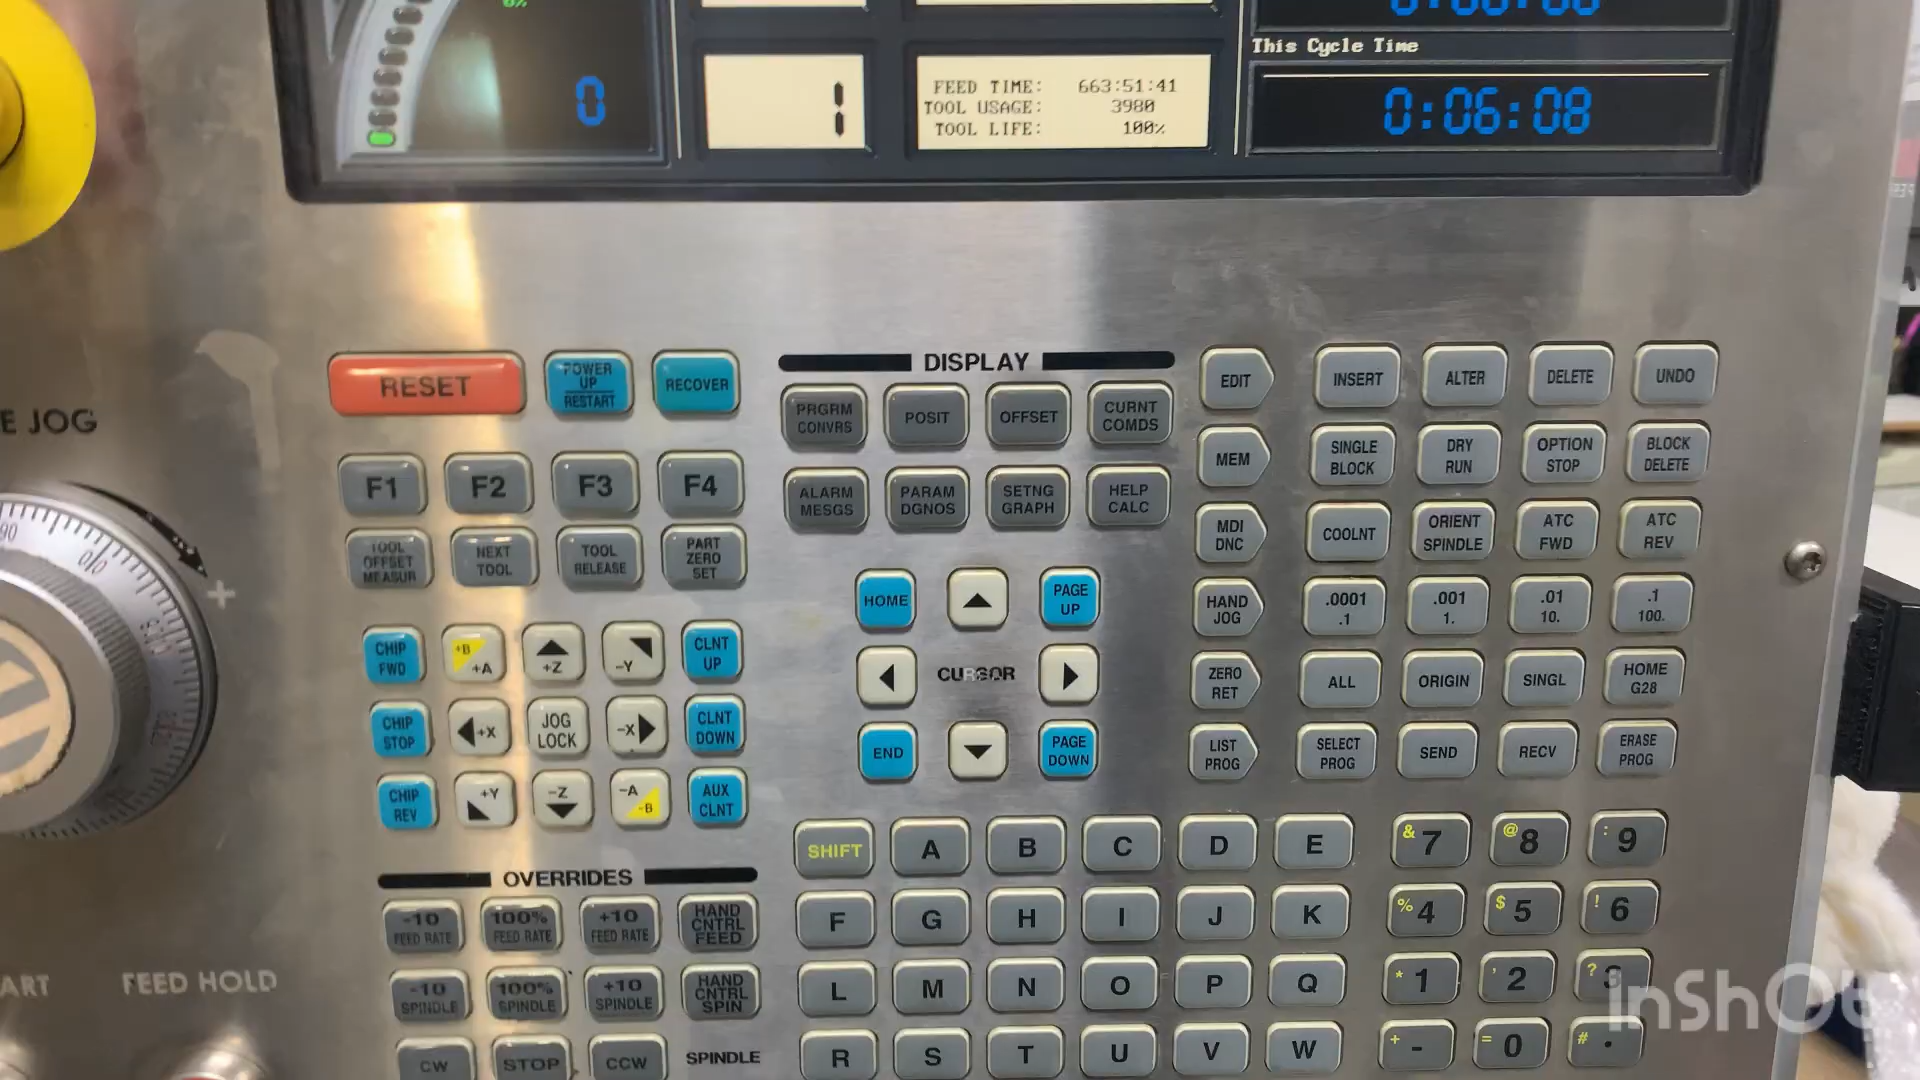 0%
0
1
FEED TIME: 663:51:41
TOOL USAGE: 3980
TOOL LIFE: 100%
This Cycle Time
0:06:08
E JOG
RESET
POWER UP RESTART
RECOVER
F1 F2 F3 F4
TOOL OFFSET MEASUR
NEXT TOOL
TOOL RELEASE
PART ZERO SET
CHIP FWD
+B +A
+Z
-Y
CLNT UP
CHIP STOP
+X
JOG LOCK
-X
CLNT DOWN
CHIP REV
+Y
-Z
-A -B
AUX CLNT
OVERRIDES
-10 FEED RATE
100% FEED RATE
+10 FEED RATE
HAND CNTRL FEED
-10 SPINDLE
100% SPINDLE
+10 SPINDLE
HAND CNTRL SPIN
CW STOP CCW SPINDLE
ART
FEED HOLD
DISPLAY
PRGRM CONVRS
POSIT
OFFSET
CURNT COMDS
ALARM MESGS
PARAM DGNOS
SETNG GRAPH
HELP CALC
HOME
PAGE UP
CURSOR
END
PAGE DOWN
EDIT INSERT ALTER DELETE UNDO
MEM
SINGLE BLOCK
DRY RUN
OPTION STOP
BLOCK DELETE
MDI DNC
COOLNT
ORIENT SPINDLE
ATC FWD
ATC REV
HAND JOG
.0001 .1
.001 1.
.01 10.
.1 100.
ZERO RET
ALL
ORIGIN
SINGL
HOME G28
LIST PROG
SELECT PROG
SEND
RECV
ERASE PROG
SHIFT A B C D E
F G H I J K
L M N O P Q
R S T U V W
& 7 @ 8 : 9
% 4 $ 5 ! 6
* 1 ' 2 ? 3
+ - = 0 # .
InShOt